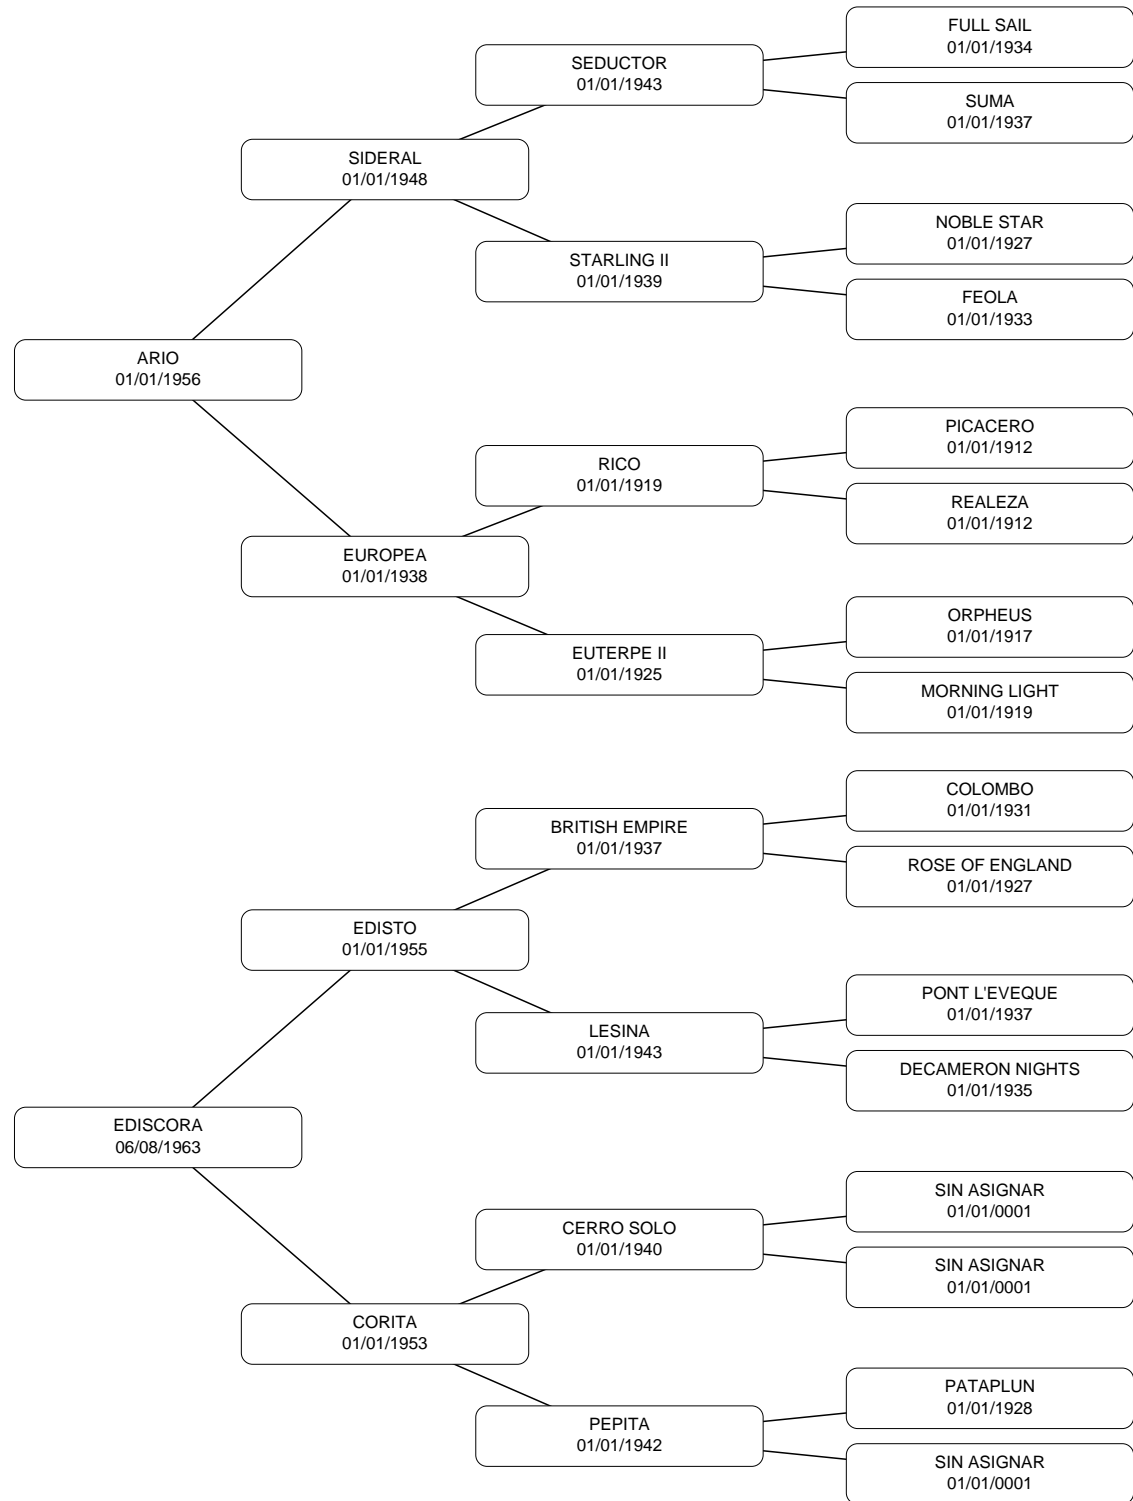 FULL SAIL
01/01/1934
SEDUCTOR
01/01/1943
SUMA
01/01/1937
SIDERAL
01/01/1948
NOBLE STAR
01/01/1927
STARLING II
01/01/1939
FEOLA
01/01/1933
ARIO
01/01/1956
PICACERO
01/01/1912
RICO
01/01/1919
REALEZA
01/01/1912
EUROPEA
01/01/1938
ORPHEUS
01/01/1917
EUTERPE II
01/01/1925
MORNING LIGHT
01/01/1919
COLOMBO
01/01/1931
BRITISH EMPIRE
01/01/1937
ROSE OF ENGLAND
01/01/1927
EDISTO
01/01/1955
PONT L'EVEQUE
01/01/1937
LESINA
01/01/1943
DECAMERON NIGHTS
01/01/1935
EDISCORA
06/08/1963
SIN ASIGNAR
01/01/0001
CERRO SOLO
01/01/1940
SIN ASIGNAR
01/01/0001
CORITA
01/01/1953
PATAPLUN
01/01/1928
PEPITA
01/01/1942
SIN ASIGNAR
01/01/0001